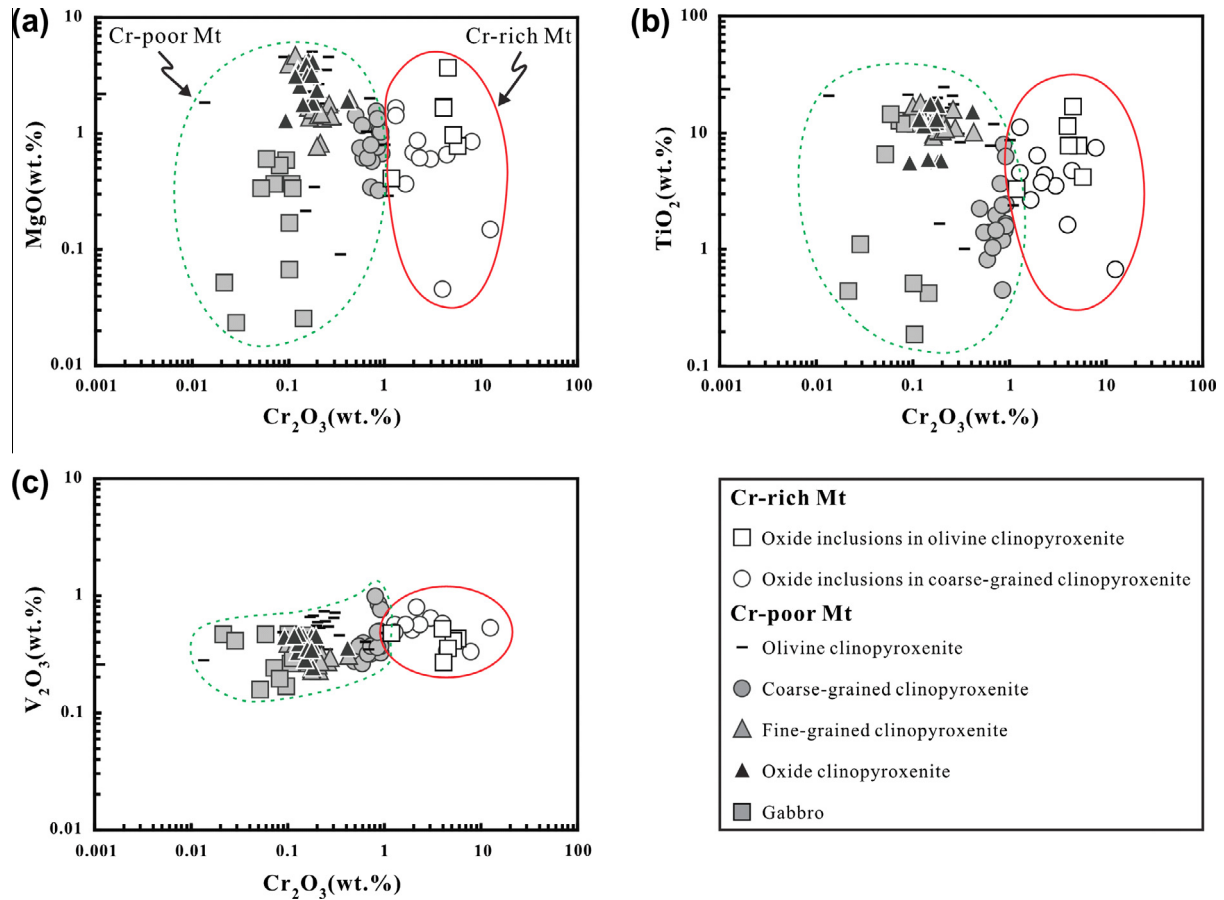 (a)
10
1
0.1
0.01
MgO(wt.%)
Cr-poor Mt
Cr-rich Mt
0.001 0.01 0.1 1 10 100
Cr₂O₃(wt.%)
(b)
100
10
1
0.1
TiO₂(wt.%)
0.001 0.01 0.1 1 10 100
Cr₂O₃(wt.%)
(c)
10
1
0.1
0.01
V₂O₃(wt.%)
0.001 0.01 0.1 1 10 100
Cr₂O₃(wt.%)
Cr-rich Mt
Oxide inclusions in olivine clinopyroxenite
Oxide inclusions in coarse-grained clinopyroxenite
Cr-poor Mt
Olivine clinopyroxenite
Coarse-grained clinopyroxenite
Fine-grained clinopyroxenite
Oxide clinopyroxenite
Gabbro